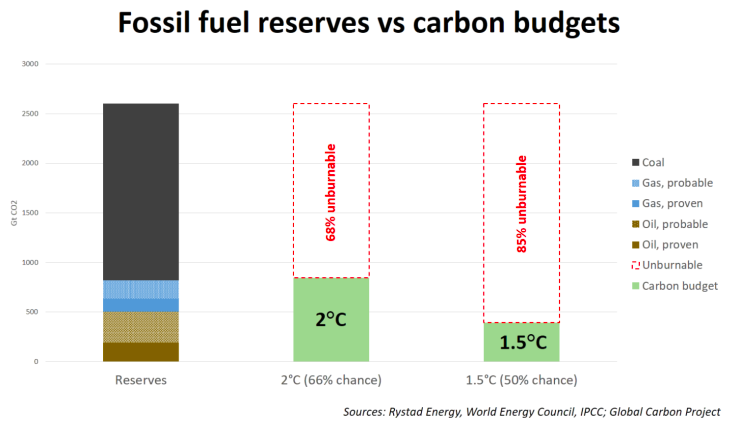 Fossil fuel reserves vs carbon budgets
3000
2500
2000
1500
1000
500
0
Gt CO2
68% unburnable
85% unburnable
2°C
1.5°C
Reserves
2°C (66% chance)
1.5°C (50% chance)
Coal
Gas, probable
Gas, proven
Oil, probable
Oil, proven
Unburnable
Carbon budget
Sources: Rystad Energy, World Energy Council, IPCC; Global Carbon Project